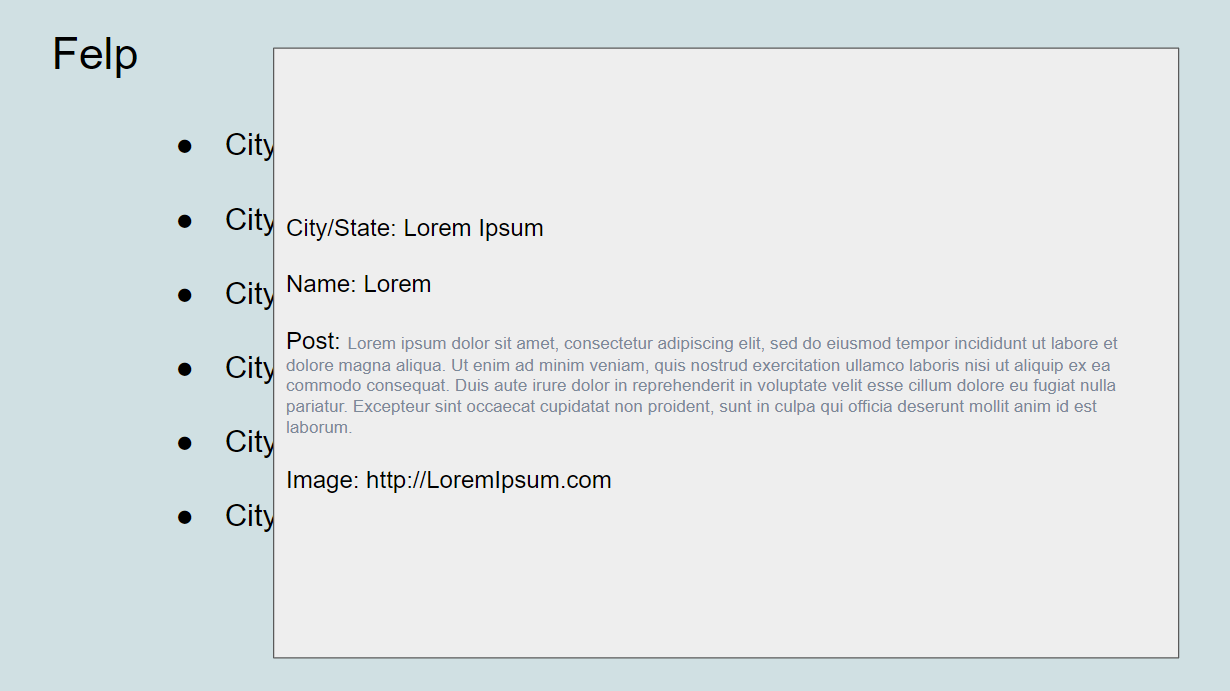 Felp
● City
● City
● City
● City
● City
● City
City/State: Lorem Ipsum
Name: Lorem
Post: Lorem ipsum dolor sit amet, consectetur adipiscing elit, sed do eiusmod tempor incididunt ut labore et
dolore magna aliqua. Ut enim ad minim veniam, quis nostrud exercitation ullamco laboris nisi ut aliquip ex ea
commodo consequat. Duis aute irure dolor in reprehenderit in voluptate velit esse cillum dolore eu fugiat nulla
pariatur. Excepteur sint occaecat cupidatat non proident, sunt in culpa qui officia deserunt mollit anim id est
laborum.
Image: http://LoremIpsum.com